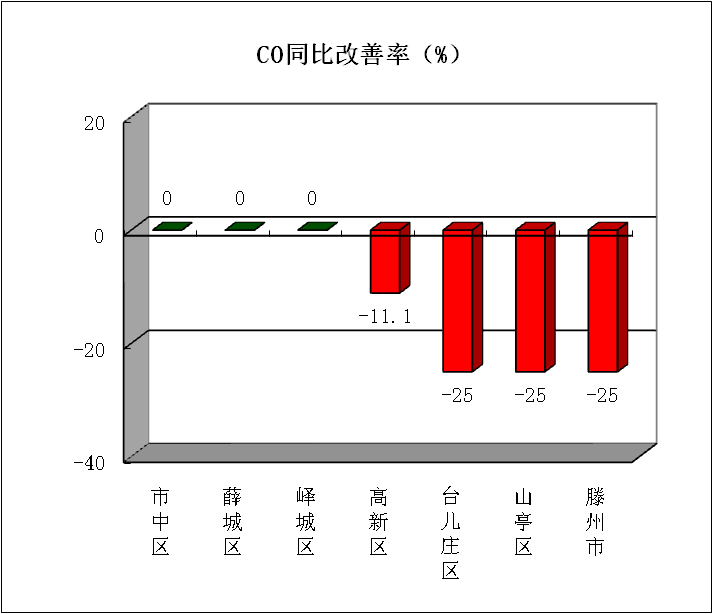 CO同比改善率（%）
20
0
-20
-40
0
0
0
-11.1
-25
-25
-25
市中区
薛城区
峄城区
高新区
台儿庄区
山亭区
滕州市